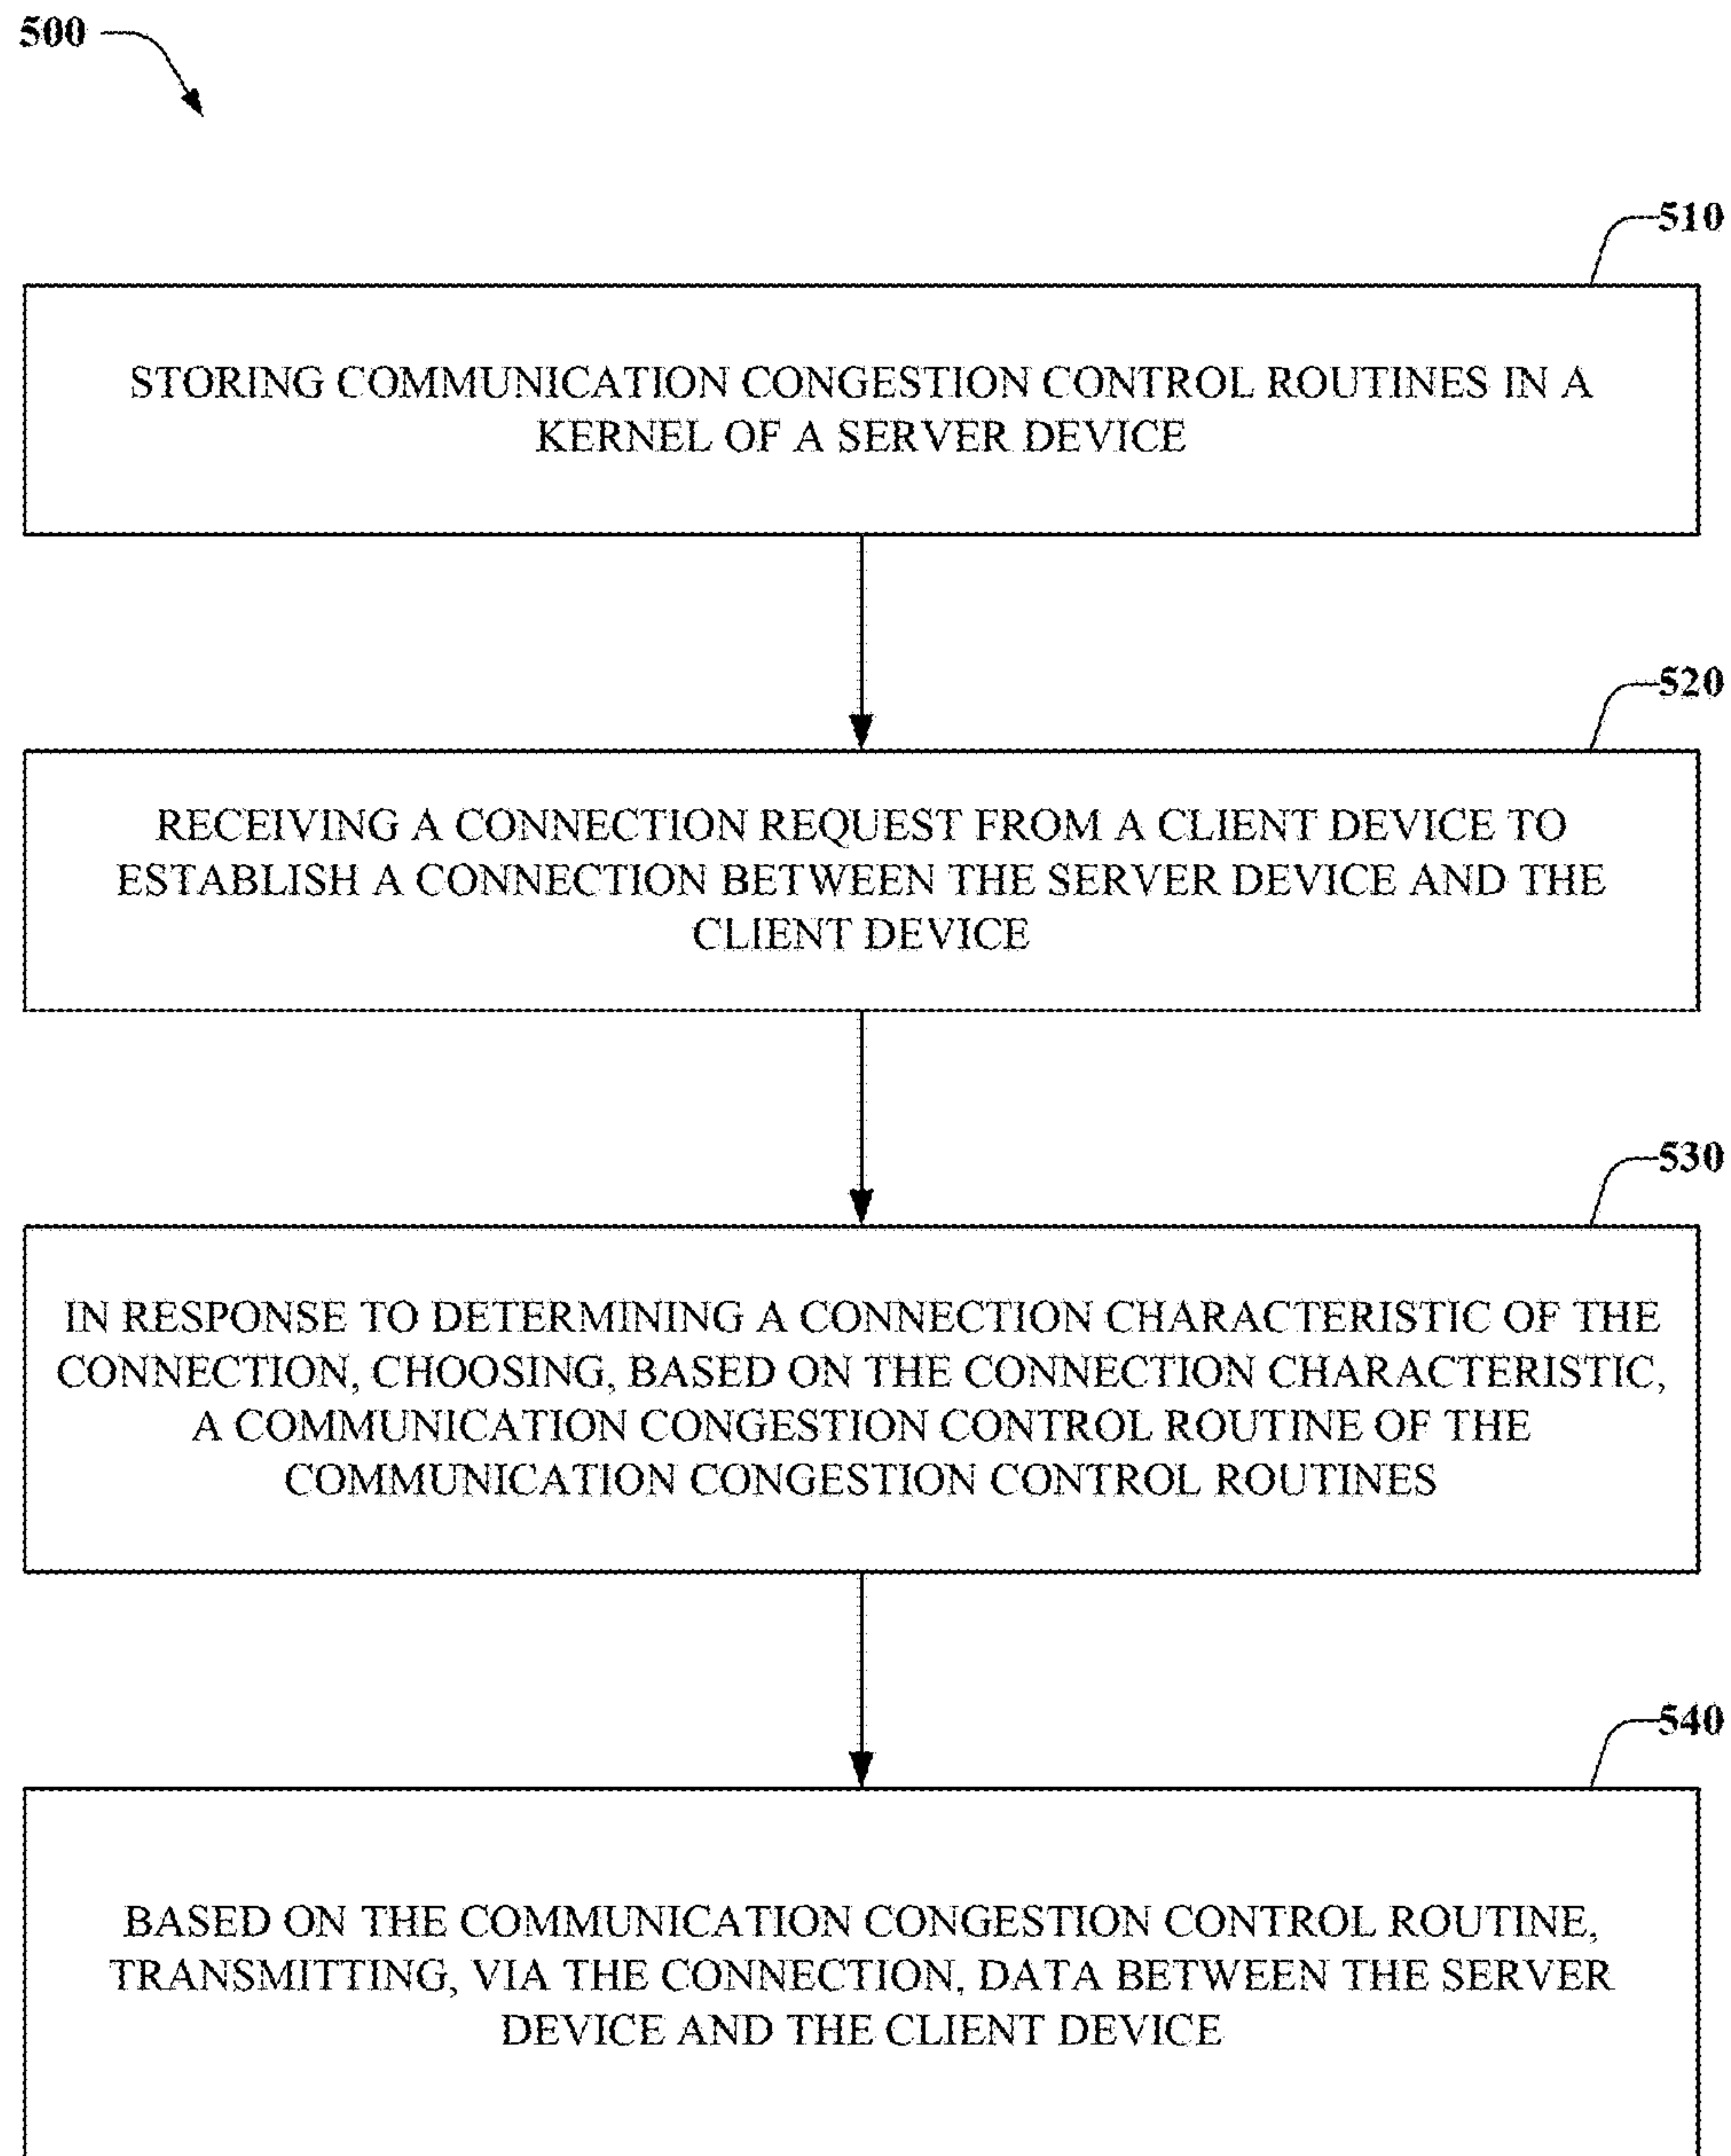 500
510
STORING COMMUNICATION CONGESTION CONTROL ROUTINES IN A
KERNEL OF A SERVER DEVICE
520
RECEIVING A CONNECTION REQUEST FROM A CLIENT DEVICE TO
ESTABLISH A CONNECTION BETWEEN THE SERVER DEVICE AND THE
CLIENT DEVICE
530
IN RESPONSE TO DETERMINING A CONNECTION CHARACTERISTIC OF THE
CONNECTION, CHOOSING, BASED ON THE CONNECTION CHARACTERISTIC,
A COMMUNICATION CONGESTION CONTROL ROUTINE OF THE
COMMUNICATION CONGESTION CONTROL ROUTINES
540
BASED ON THE COMMUNICATION CONGESTION CONTROL ROUTINE,
TRANSMITTING, VIA THE CONNECTION, DATA BETWEEN THE SERVER
DEVICE AND THE CLIENT DEVICE